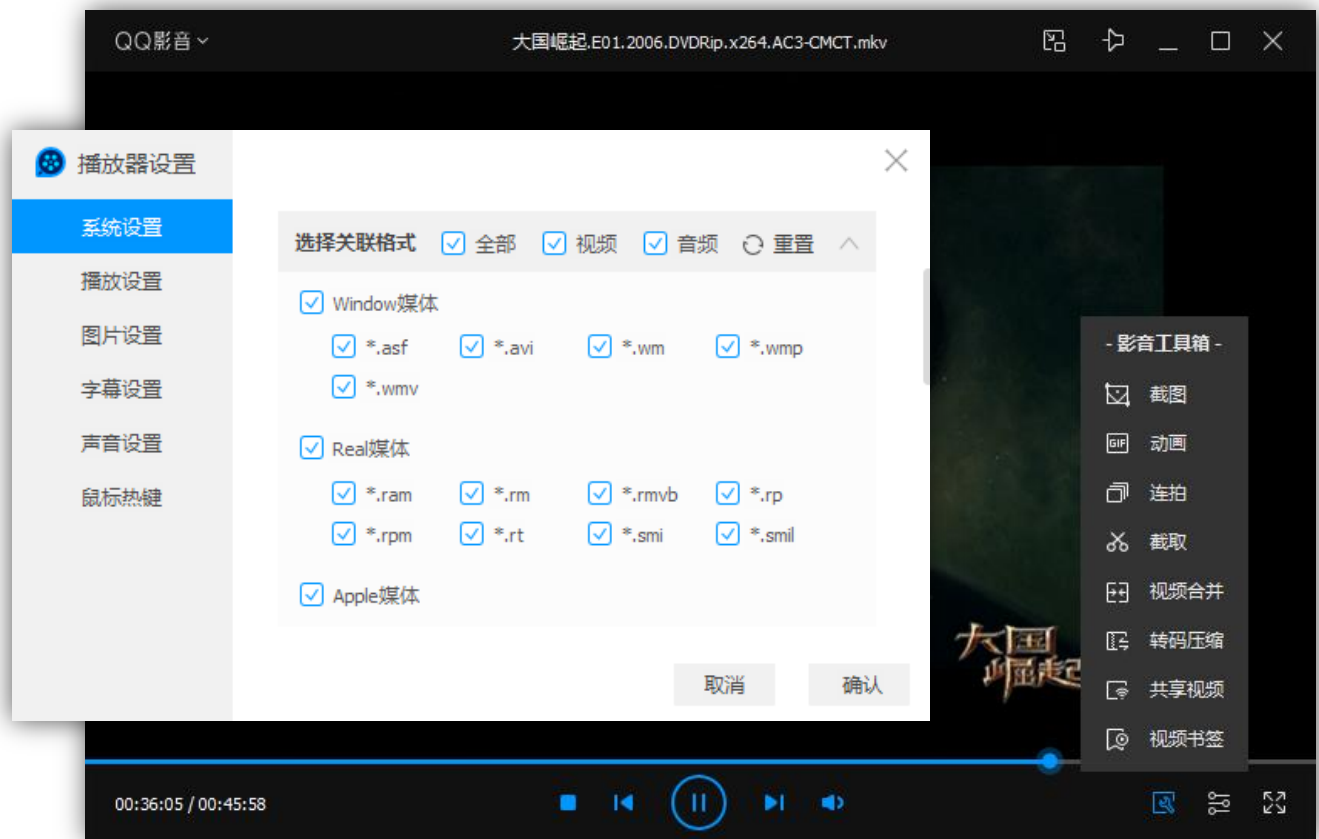 QQ影音
大国崛起.E01.2006.DVDRip.x264.AC3-CMCT.mkv
播放器设置
系统设置
播放设置
图片设置
字幕设置
声音设置
鼠标热键
选择关联格式 全部 视频 音频 重置
Window媒体
*.asf *.avi *.wm *.wmp
*.wmv
Real媒体
*.ram *.rm *.rmvb *.rp
*.rpm *.rt *.smi *.smil
Apple媒体
取消 确认
大国
崛起
- 影音工具箱 -
截图
GIF 动画
连拍
截取
视频合并
转码压缩
共享视频
视频书签
00:36:05 / 00:45:58